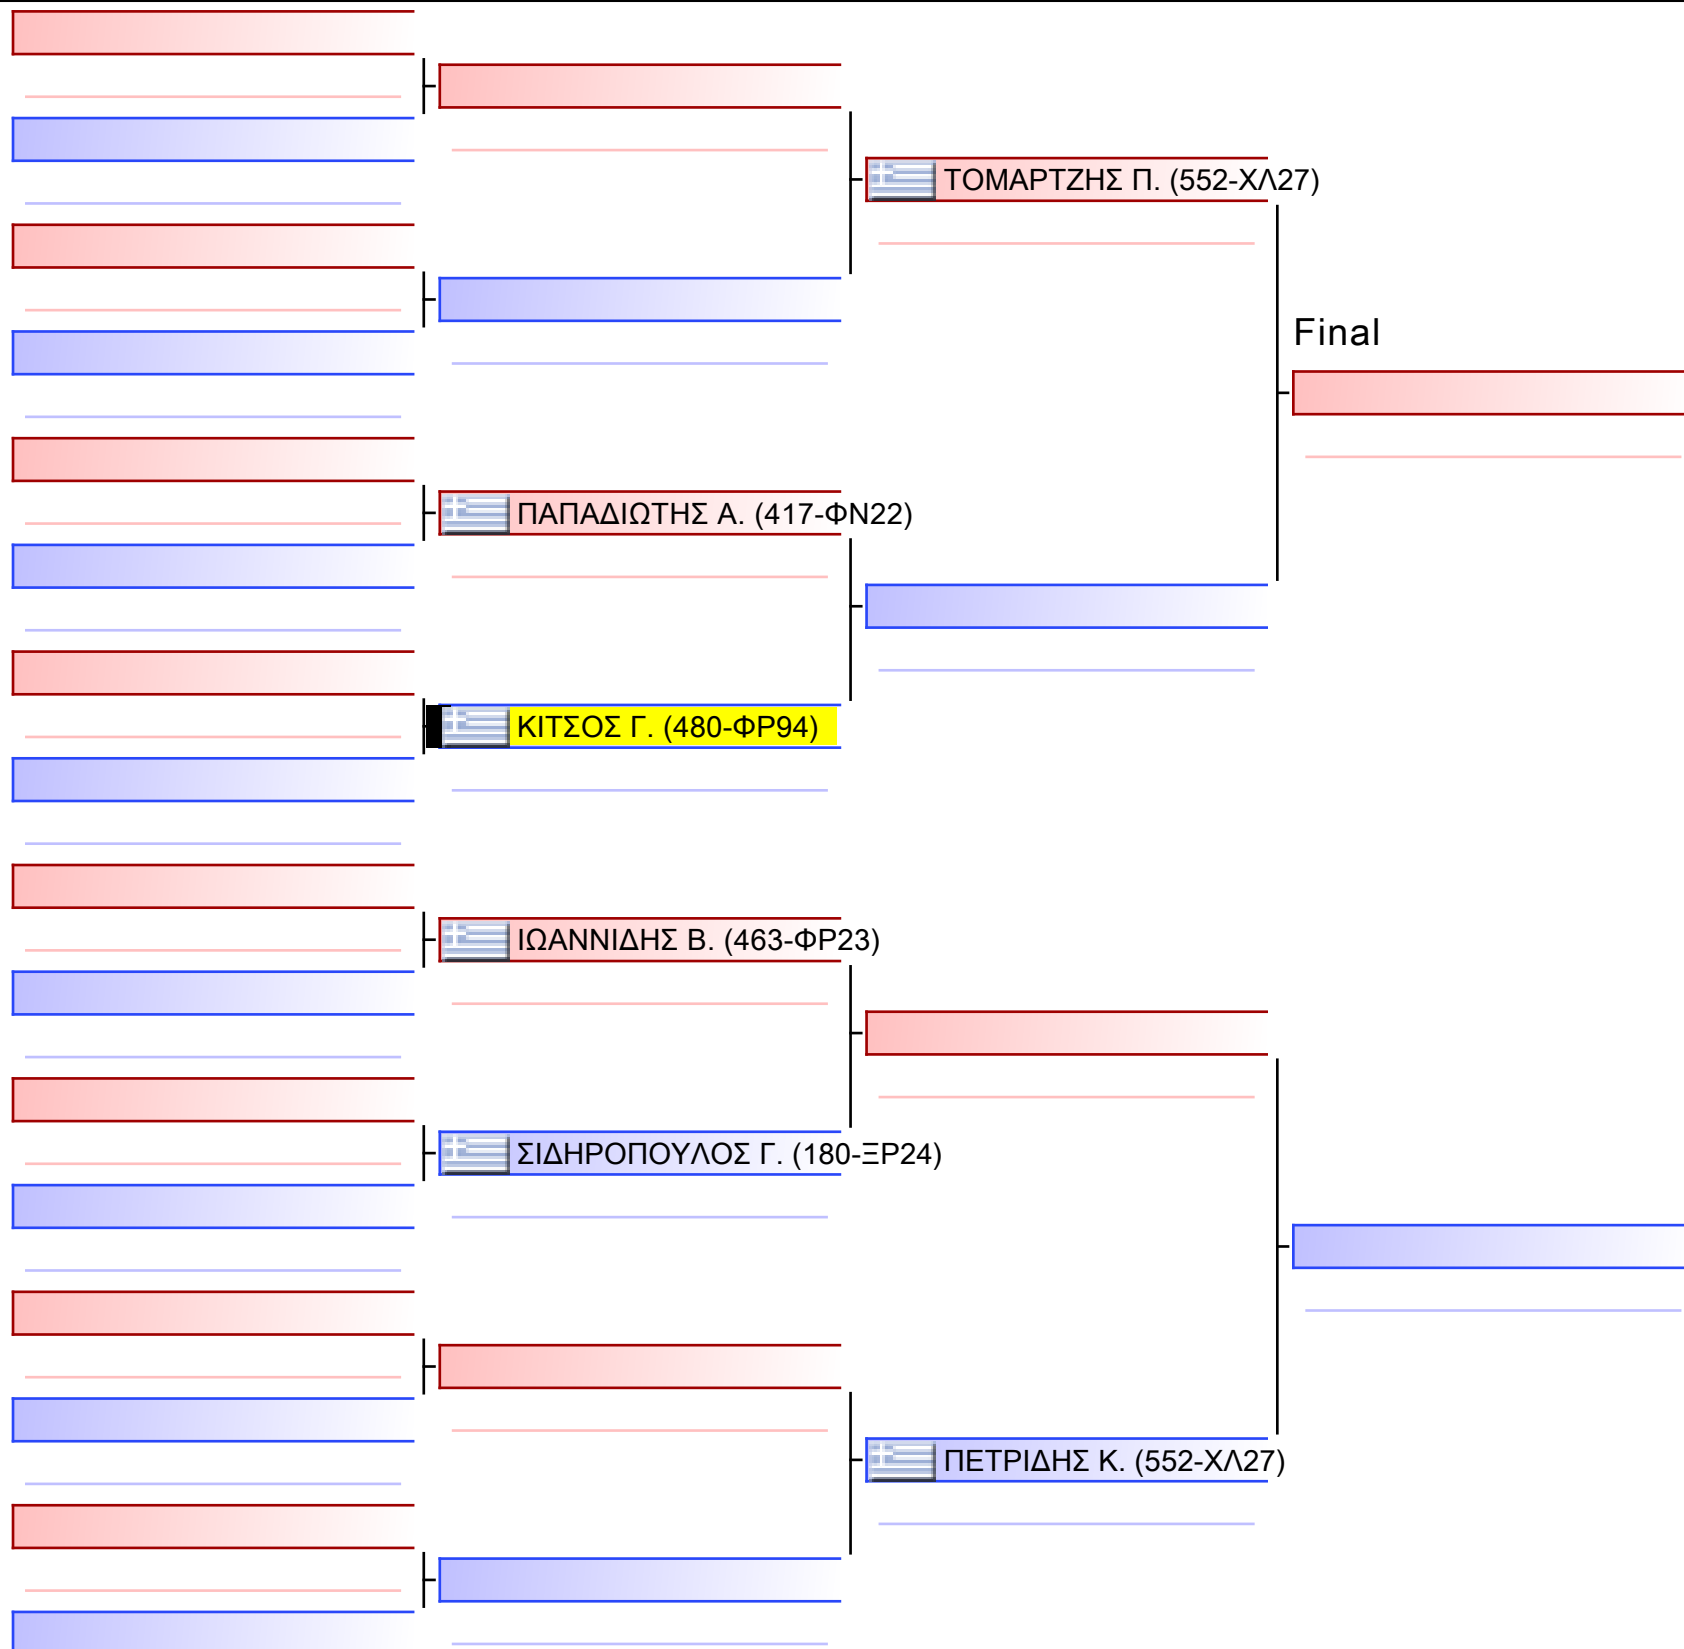 ΤΟΜΑΡΤΖΗΣ Π. (552-ΧΛ27)
Final
ΠΑΠΑΔΙΩΤΗΣ Α. (417-ΦΝ22)
ΚΙΤΣΟΣ Γ. (480-ΦΡ94)
ΙΩΑΝΝΙΔΗΣ Β. (463-ΦΡ23)
ΣΙΔΗΡΟΠΟΥΛΟΣ Γ. (180-ΞΡ24)
ΠΕΤΡΙΔΗΣ Κ. (552-ΧΛ27)